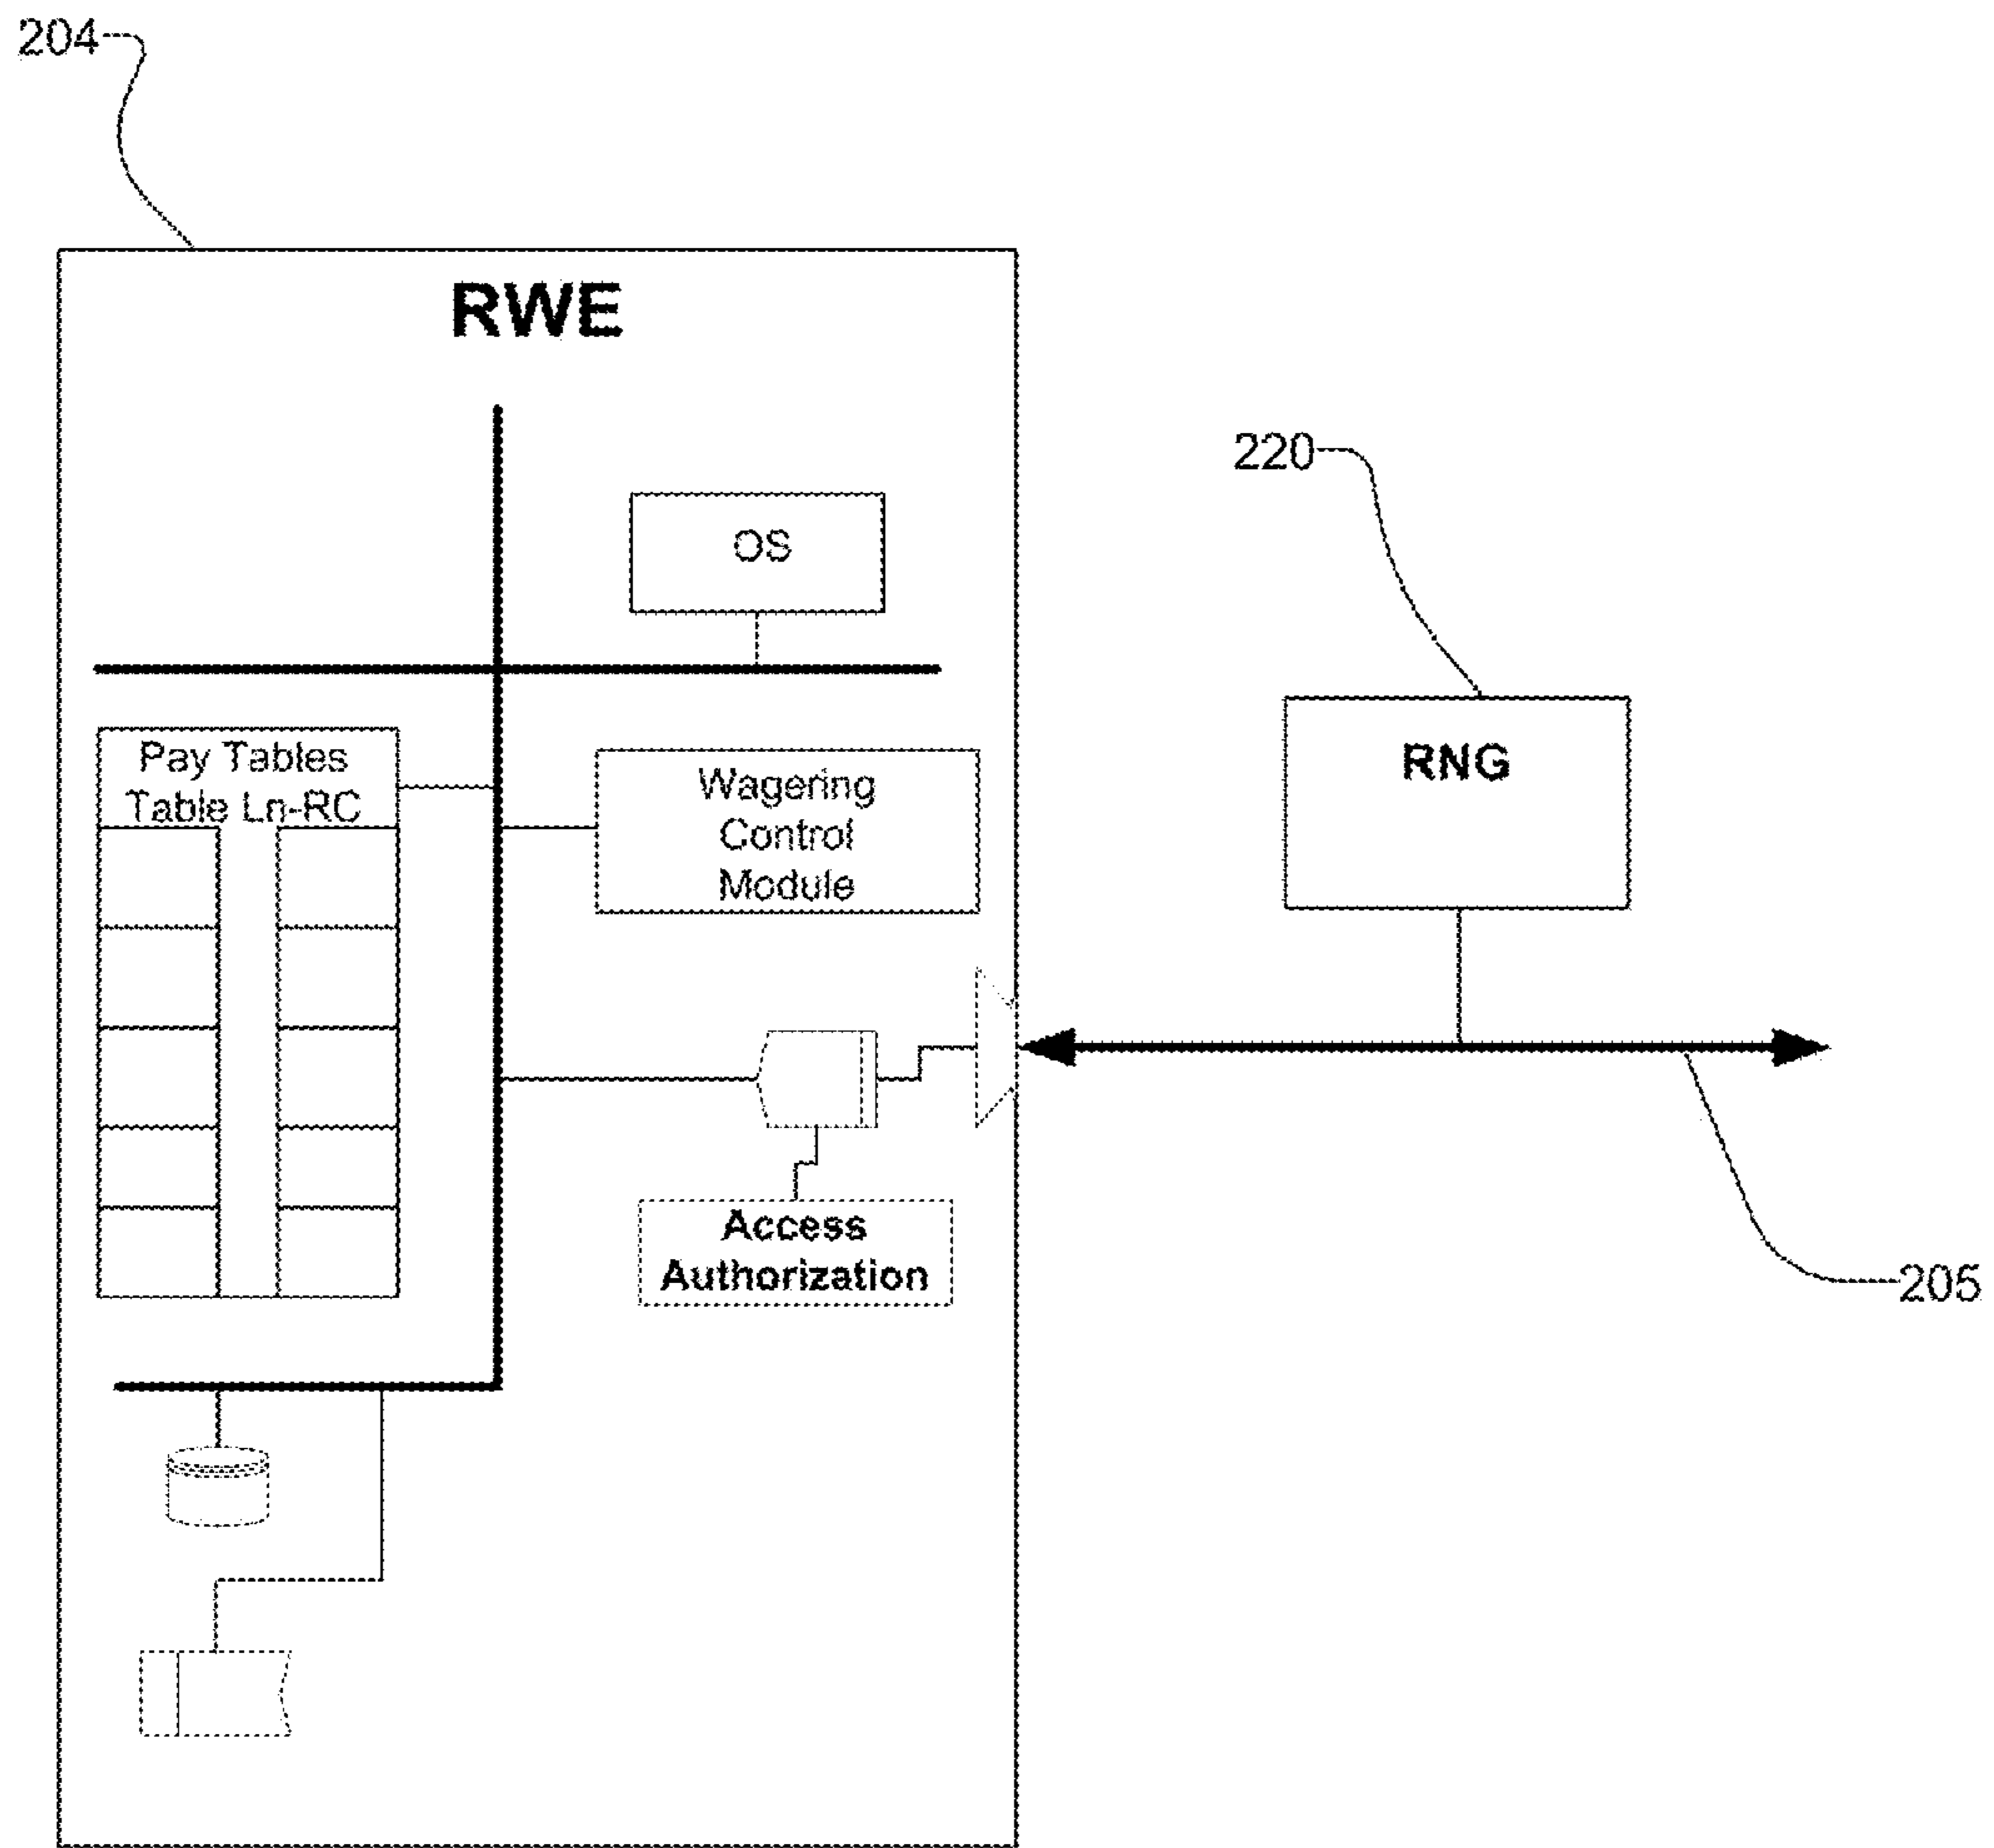 204
RWE
220
OS
Pay Tables
Table Ln-RC
Wagering
Control
Module
RNG
Access
Authorization
205